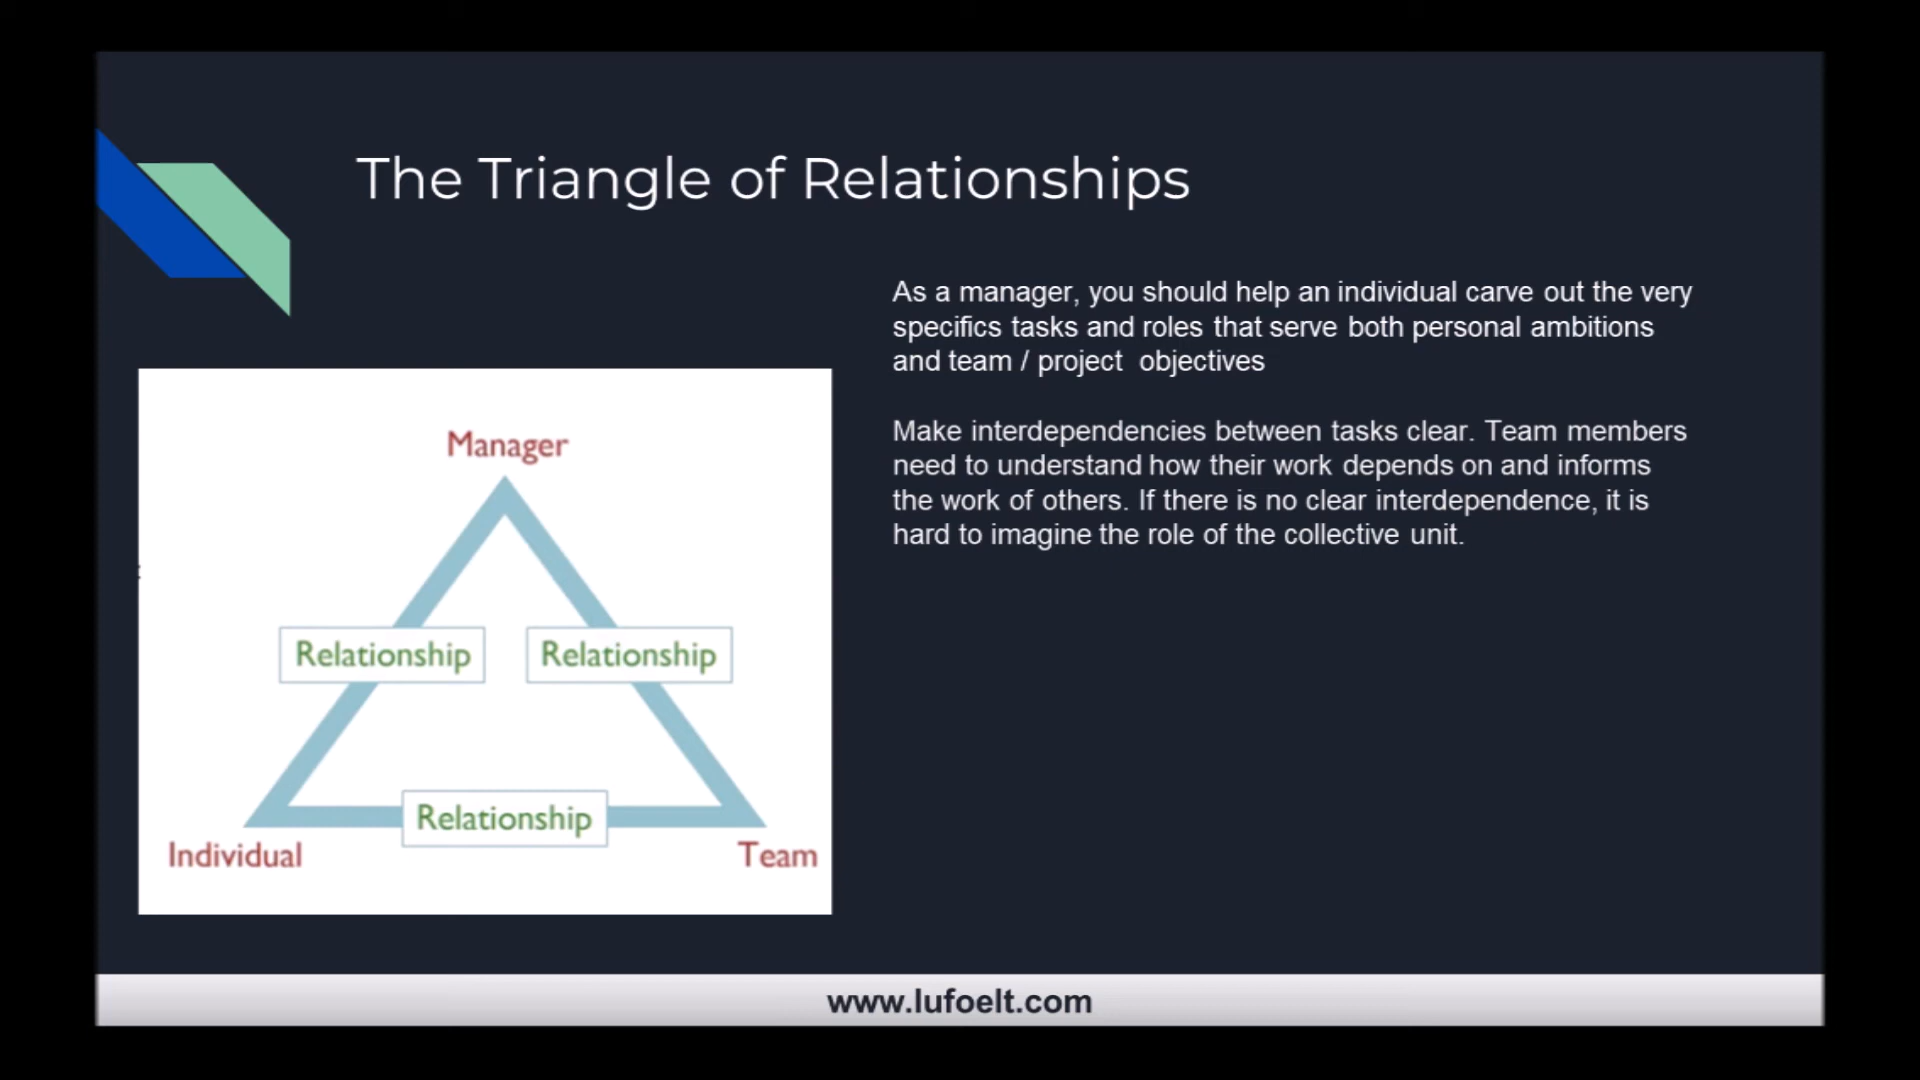 The Triangle of Relationships
As a manager, you should help an individual carve out the very
specifics tasks and roles that serve both personal ambitions
and team / project  objectives
Make interdependencies between tasks clear. Team members
need to understand how their work depends on and informs
the work of others. If there is no clear interdependence, it is
hard to imagine the role of the collective unit.
Manager
Relationship
Relationship
Relationship
Individual
Team
www.lufoelt.com